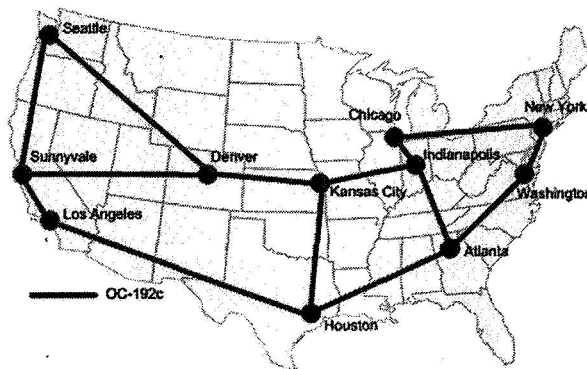 Seattle
New York
Chicago
Sunnyvale
Denver
Indianapolis
Kansas City
Washington
Los Angeles
Atlanta
OC-192c
Houston